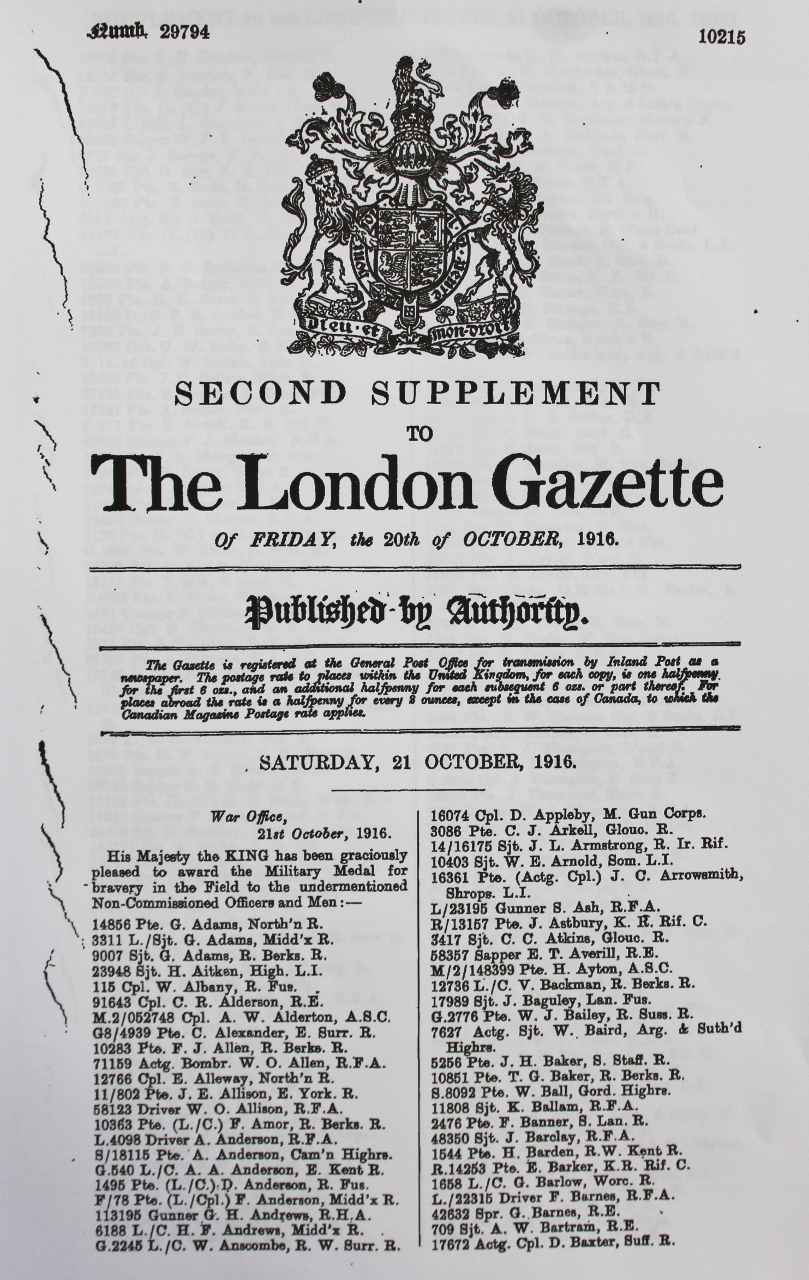 Numb. 29794
10215
Dieu et mon droit
SECOND SUPPLEMENT
TO
The London Gazette
Of FRIDAY, the 20th of OCTOBER, 1916.
Published by Authority.
The Gazette is registered at the General Post Office for transmission by Inland Post as a
newspaper. The postage rate to places within the United Kingdom, for each copy, is one halfpenny
for the first 6 ozs., and an additional halfpenny for each subsequent 6 ozs. or part thereof. For
places abroad the rate is a halfpenny for every 2 ounces, except in the case of Canada, to which the
Canadian Magazine Postage rate applies.
SATURDAY, 21 OCTOBER, 1916.
War Office,
21st October, 1916.
His Majesty the KING has been graciously
pleased to award the Military Medal for
bravery in the Field to the undermentioned
Non-Commissioned Officers and Men:—
14856 Pte. G. Adams, North'n R.
3311 L./Sjt. G. Adams, Midd'x R.
9007 Sjt. G. Adams, R. Berks. R.
23948 Sjt. H. Aitken, High. L.I.
115 Cpl. W. Albany, R. Fus.
91643 Cpl. C. R. Alderson, R.E.
M.2/052748 Cpl. A. W. Alderton, A.S.C.
G8/4939 Pte. C. Alexander, E. Surr. R.
10283 Pte. F. J. Allen, R. Berks. R.
71159 Actg. Bombr. W. O. Allen, R.F.A.
12766 Cpl. E. Alleway, North'n R.
11/802 Pte. J. E. Allison, E. York. R.
58123 Driver W. O. Allison, R.F.A.
10363 Pte. (L./C.) F. Amor, R. Berks. R.
L.4098 Driver A. Anderson, R.F.A.
S/18115 Pte. A. Anderson, Cam'n Highrs.
G.540 L./C. A. A. Anderson, E. Kent R.
1495 Pte. (L./C.) D. Anderson, R. Fus.
F/78 Pte. (L./Cpl.) F. Anderson, Midd'x R.
113195 Gunner G. H. Andrews, R.H.A.
6188 L./C. H. F. Andrews, Midd'x R.
G.2245 L./C. W. Anscombe, R. W. Surr. R.
16074 Cpl. D. Appleby, M. Gun Corps.
3086 Pte. C. J. Arkell, Glouc. R.
14/16175 Sjt. J. L. Armstrong, R. Ir. Rif.
10403 Sjt. W. E. Arnold, Som. L.I.
16361 Pte. (Actg. Cpl.) J. C. Arrowsmith,
Shrops. L.I.
L/23195 Gunner S. Ash, R.F.A.
R/13157 Pte. J. Astbury, K. R. Rif. C.
3417 Sjt. C. C. Atkins, Glouc. R.
58357 Sapper E. T. Averill, R.E.
M/2/148399 Pte. H. Ayton, A.S.C.
12736 L./C. V. Backman, R. Berks. R.
17989 Sjt. J. Baguley, Lan. Fus.
G.2776 Pte. W. J. Bailey, R. Suss. R.
7627 Actg. Sjt. W. Baird, Arg. & Suth'd
Highrs.
5256 Pte. J. H. Baker, S. Staff. R.
10851 Pte. T. G. Baker, R. Berks. R.
S.8092 Pte. W. Ball, Gord. Highrs.
11808 Sjt. K. Ballam, R.F.A.
2476 Pte. F. Banner, S. Lan. R.
48350 Sjt. J. Barclay, R.F.A.
1544 Pte. H. Barden, R.W. Kent R.
R.14253 Pte. E. Barker, K.R. Rif. C.
1658 L./C. G. Barlow, Worc. R.
L./22315 Driver F. Barnes, R.F.A.
42632 Spr. G. Barnes, R.E.
709 Sjt. A. W. Bartram, R.E.
17672 Actg. Cpl. D. Baxter, Suff. R.